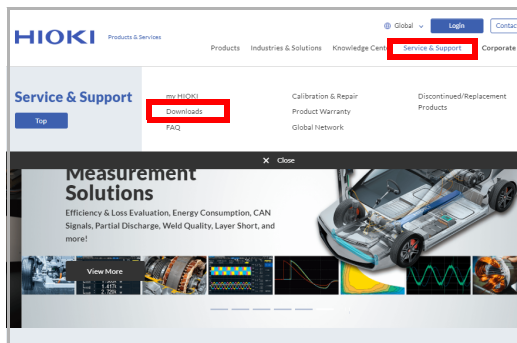 HIOKI
Products & Services
Global
Login
Contac
Products
Industries & Solutions
Knowledge Cent
Service & Support
Corporate
Service & Support
Top
my HIOKI
Downloads
FAQ
Calibration & Repair
Product Warranty
Global Network
Discontinued/Replacement
Products
X Close
Measurement
Solutions
Efficiency & Loss Evaluation, Energy Consumption, CAN
Signals, Partial Discharge, Weld Quality, Layer Short, and
more!
View More